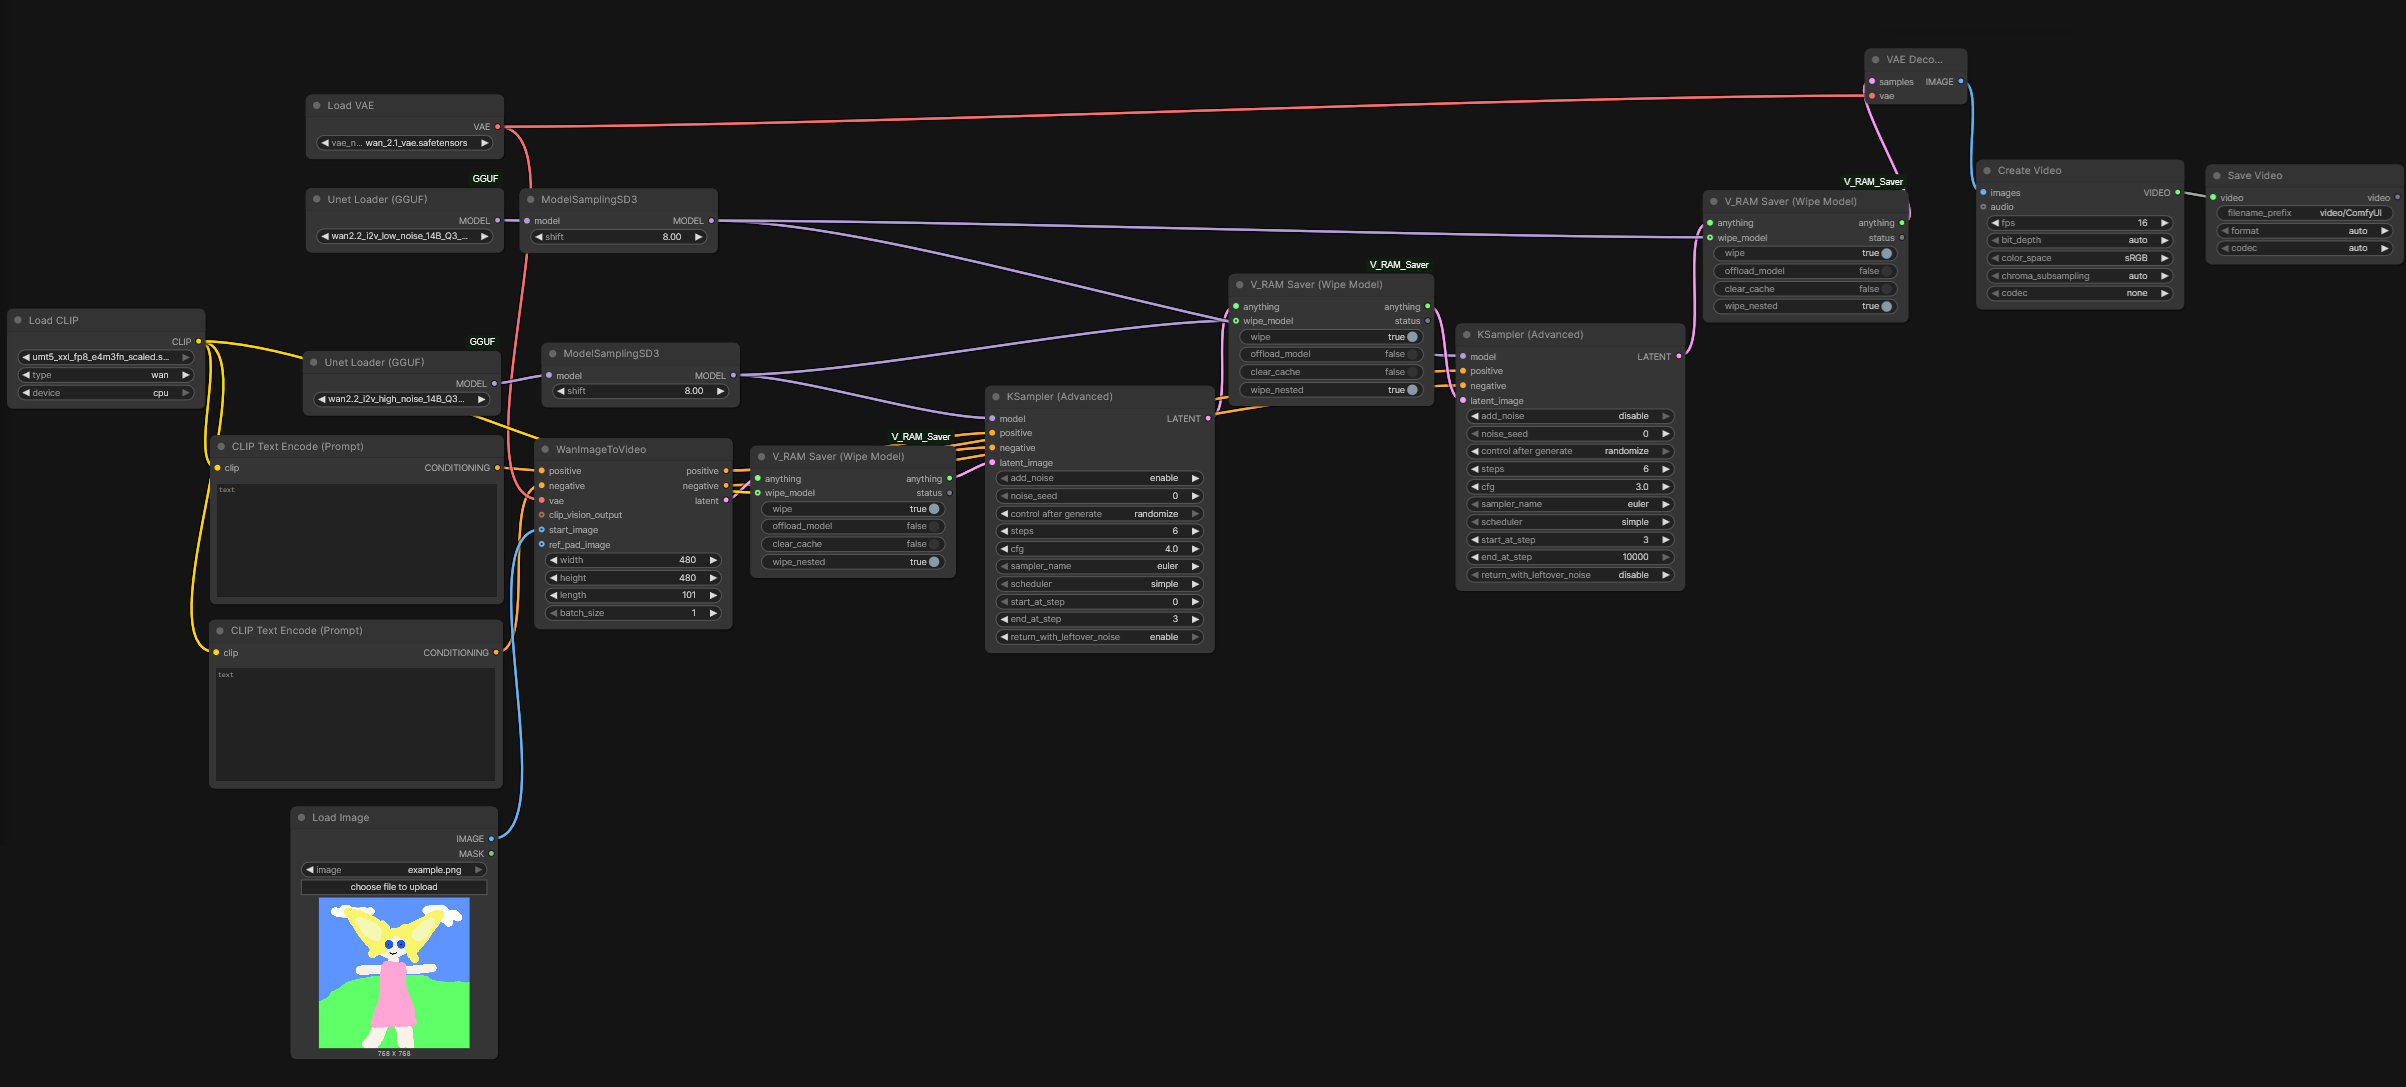 Load VAE
VAE
vae_n... wan_2.1_vae.safetensors
GGUF
Unet Loader (GGUF)
MODEL
wan2.2_i2v_low_noise_14B_Q3_...
ModelSamplingSD3
model MODEL
shift 8.00
Load CLIP
CLIP
umt5_xxl_fp8_e4m3fn_scaled.s...
type wan
device cpu
GGUF
Unet Loader (GGUF)
MODEL
wan2.2_i2v_high_noise_14B_Q3...
ModelSamplingSD3
model MODEL
shift 8.00
CLIP Text Encode (Prompt)
clip CONDITIONING
text
CLIP Text Encode (Prompt)
clip CONDITIONING
text
Load Image
IMAGE
MASK
image example.png
choose file to upload
768 x 768
WanImageToVideo
positive positive
negative negative
vae latent
clip_vision_output
start_image
ref_pad_image
width 480
height 480
length 101
batch_size 1
V_RAM_Saver
V_RAM Saver (Wipe Model)
anything anything
wipe_model status
wipe true
offload_model false
clear_cache false
wipe_nested true
KSampler (Advanced)
model LATENT
positive
negative
latent_image
add_noise enable
noise_seed 0
control after generate randomize
steps 6
cfg 4.0
sampler_name euler
scheduler simple
start_at_step 0
end_at_step 3
return_with_leftover_noise enable
V_RAM_Saver
V_RAM Saver (Wipe Model)
anything anything
wipe_model status
wipe true
offload_model false
clear_cache false
wipe_nested true
KSampler (Advanced)
model LATENT
positive
negative
latent_image
add_noise disable
noise_seed 0
control after generate randomize
steps 6
cfg 3.0
sampler_name euler
scheduler simple
start_at_step 3
end_at_step 10000
return_with_leftover_noise disable
V_RAM_Saver
V_RAM Saver (Wipe Model)
anything anything
wipe_model status
wipe true
offload_model false
clear_cache false
wipe_nested true
VAE Deco...
samples IMAGE
vae
Create Video
images VIDEO
audio
fps 16
bit_depth auto
color_space sRGB
chroma_subsampling auto
codec none
Save Video
video video
filename_prefix video/ComfyUI
format auto
codec auto